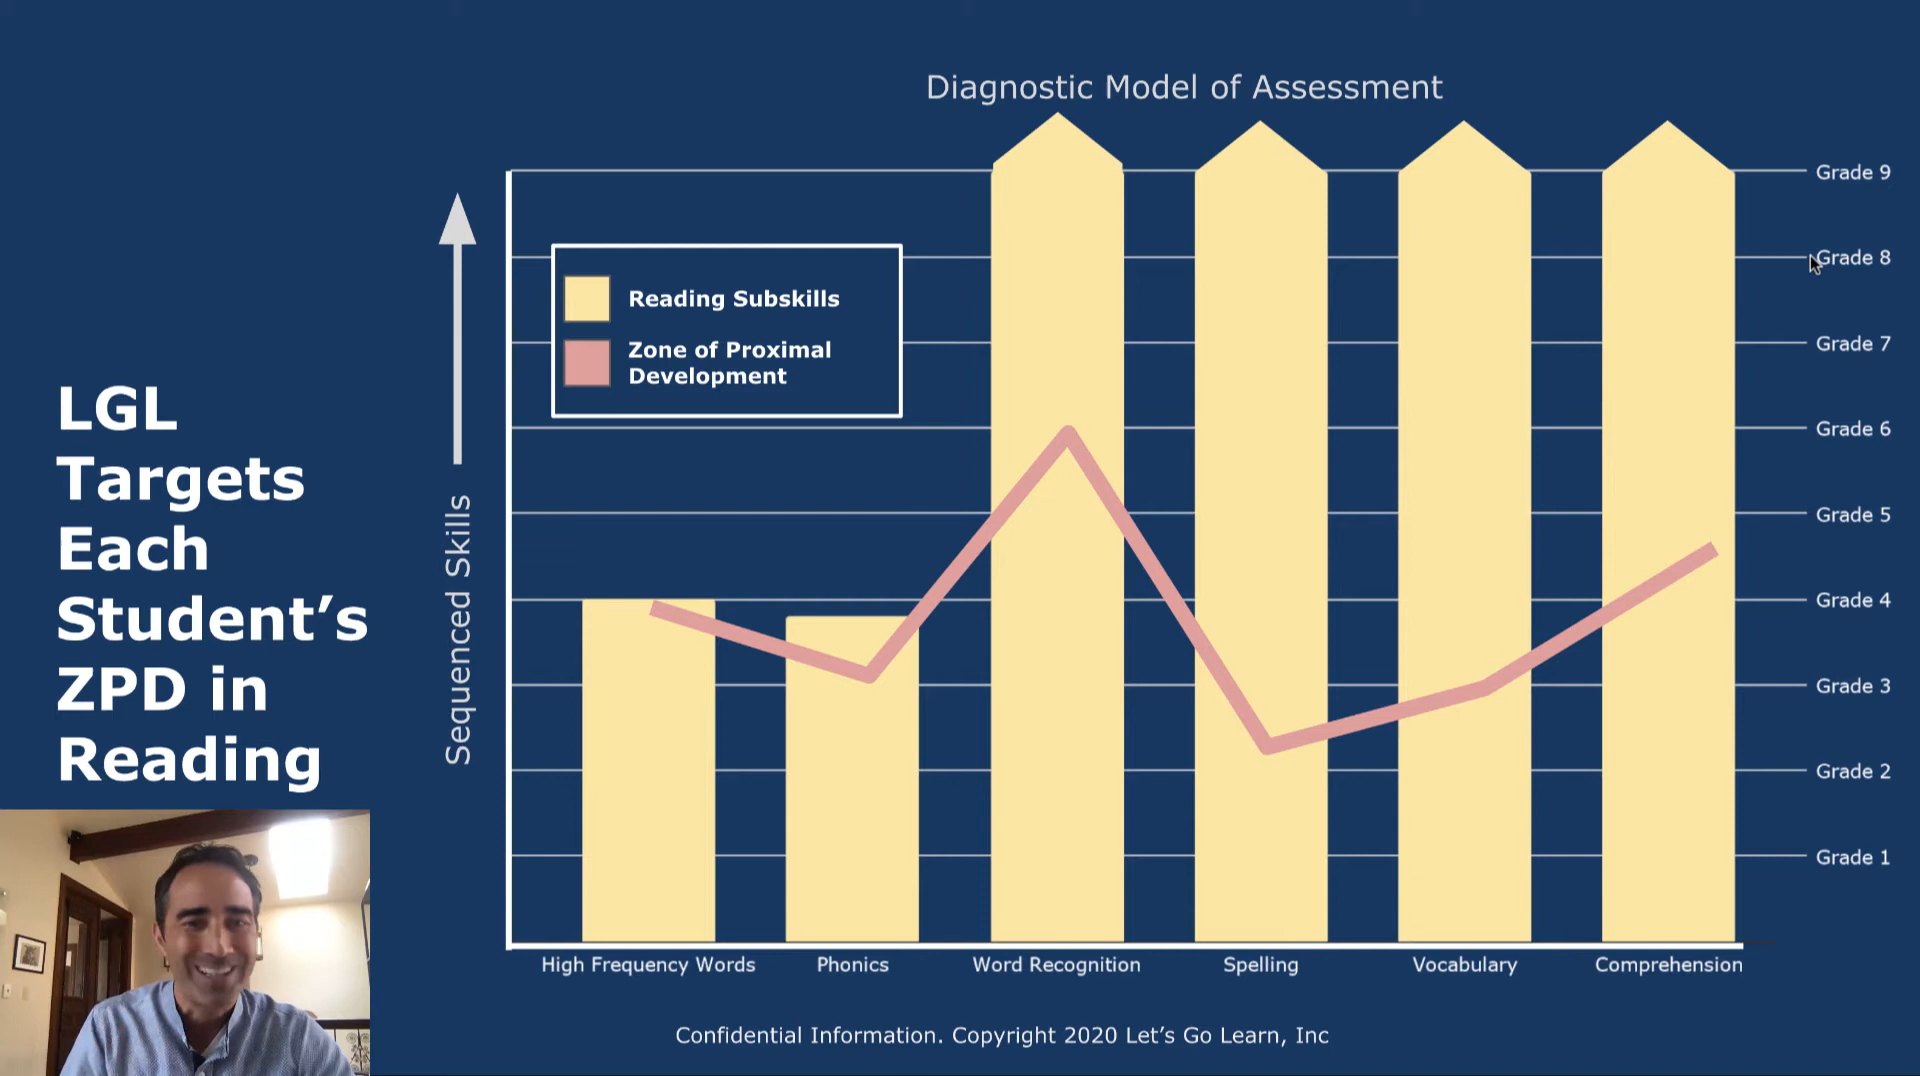 Diagnostic Model of Assessment
LGL
Targets
Each
Student’s
ZPD in
Reading
Sequenced Skills
Reading Subskills
Zone of Proximal
Development
Grade 9
Grade 8
Grade 7
Grade 6
Grade 5
Grade 4
Grade 3
Grade 2
Grade 1
High Frequency Words
Phonics
Word Recognition
Spelling
Vocabulary
Comprehension
Confidential Information. Copyright 2020 Let’s Go Learn, Inc